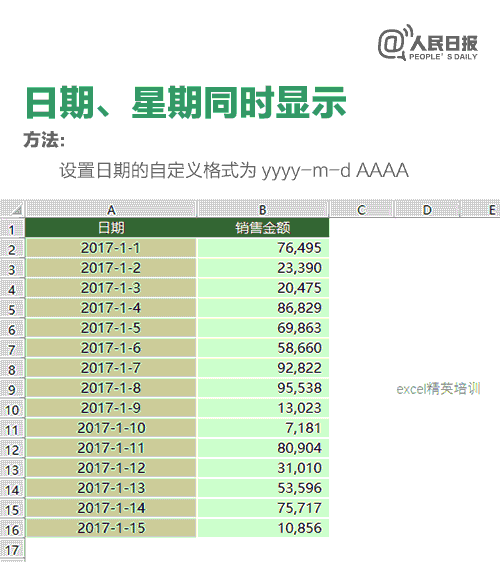 @人民日报
PEOPLE'S DAILY
日期、星期同时显示
方法:
设置日期的自定义格式为 yyyy-m-d AAAA
A B C D E
1 日期 销售金额
2 2017-1-1 76,495
3 2017-1-2 23,390
4 2017-1-3 20,475
5 2017-1-4 86,829
6 2017-1-5 69,863
7 2017-1-6 58,660
8 2017-1-7 92,822
9 2017-1-8 95,538 excel精英培训
10 2017-1-9 13,023
11 2017-1-10 7,181
12 2017-1-11 80,904
13 2017-1-12 31,010
14 2017-1-13 53,596
15 2017-1-14 75,717
16 2017-1-15 10,856
17